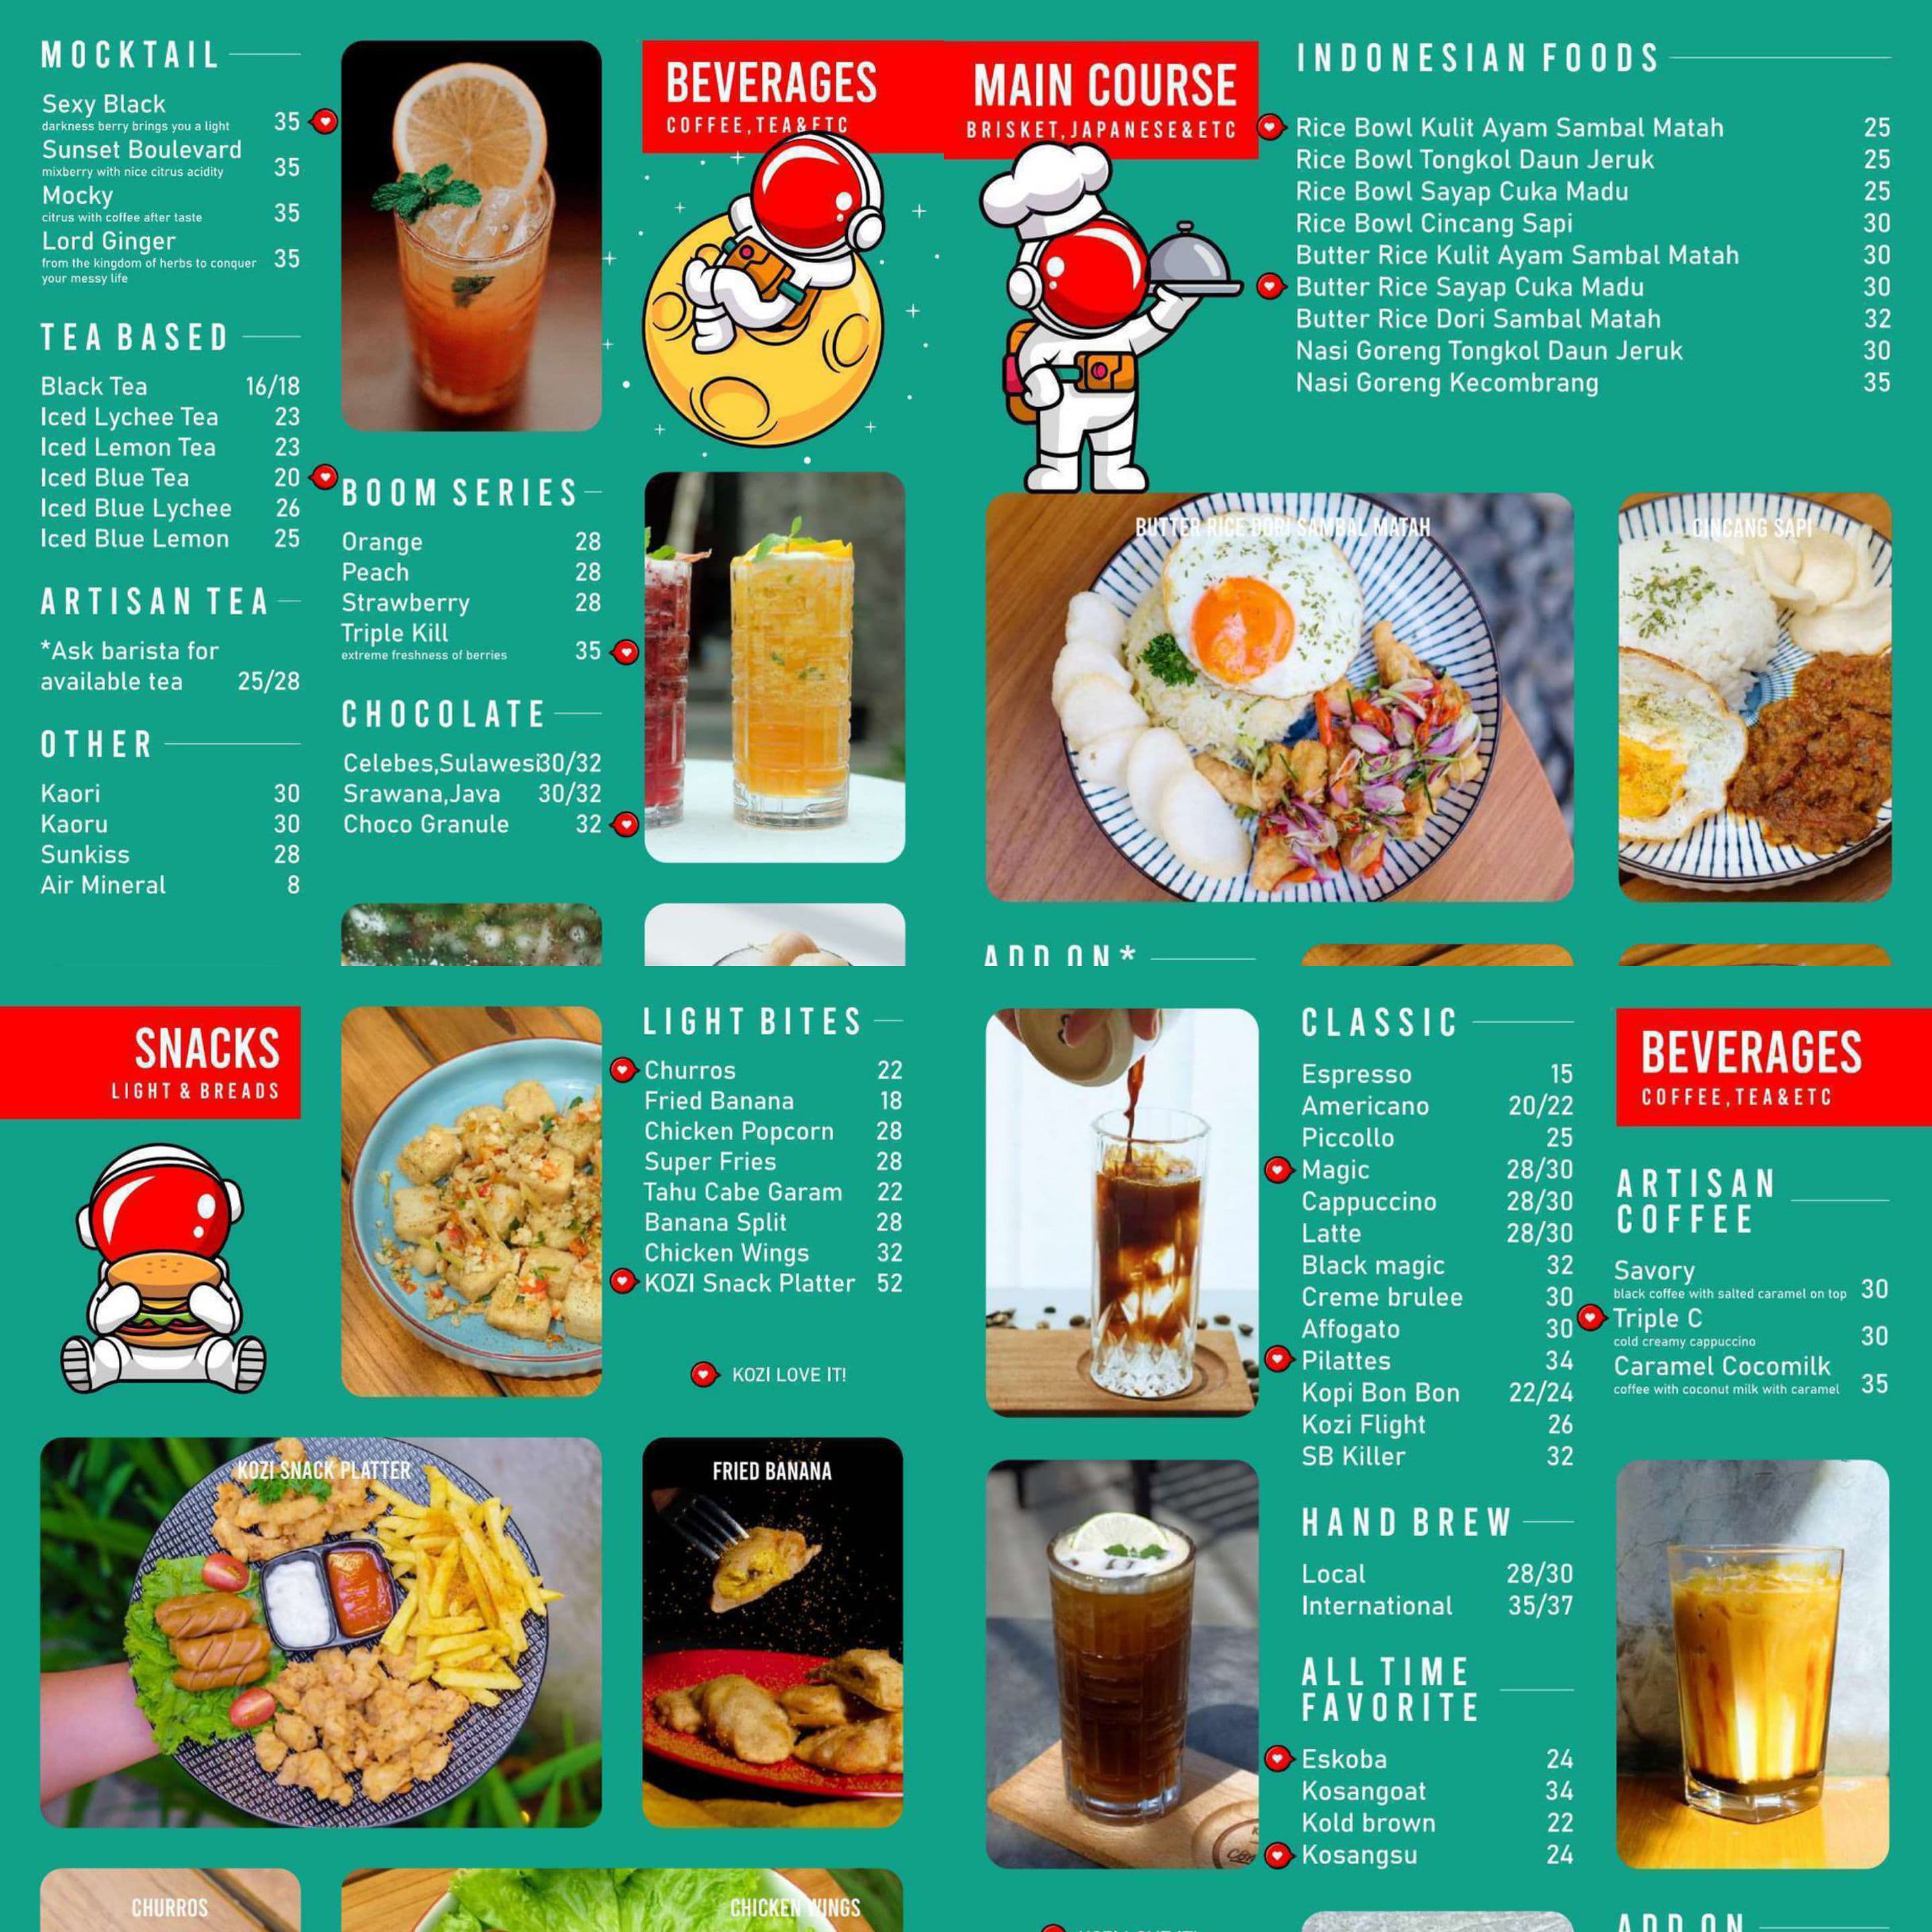 MOCKTAIL
Sexy Black
darkness berry brings you a light 35
Sunset Boulevard
mixberry with nice citrus acidity 35
Mocky
citrus with coffee after taste 35
Lord Ginger
from the kingdom of herbs to conquer 35
your messy life
TEA BASED
Black Tea 16/18
Iced Lychee Tea 23
Iced Lemon Tea 23
Iced Blue Tea 20
Iced Blue Lychee 26
Iced Blue Lemon 25
ARTISAN TEA
*Ask barista for
available tea 25/28
OTHER
Kaori 30
Kaoru 30
Sunkiss 28
Air Mineral 8
BOOM SERIES
Orange 28
Peach 28
Strawberry 28
Triple Kill
extreme freshness of berries 35
CHOCOLATE
Celebes,Sulawesi 30/32
Srawana,Java 30/32
Choco Granule 32
BEVERAGES
COFFEE,TEA&ETC
MAIN COURSE
BRISKET,JAPANESE&ETC
INDONESIAN FOODS
Rice Bowl Kulit Ayam Sambal Matah 25
Rice Bowl Tongkol Daun Jeruk 25
Rice Bowl Sayap Cuka Madu 25
Rice Bowl Cincang Sapi 30
Butter Rice Kulit Ayam Sambal Matah 30
Butter Rice Sayap Cuka Madu 30
Butter Rice Dori Sambal Matah 32
Nasi Goreng Tongkol Daun Jeruk 30
Nasi Goreng Kecombrang 35
BUTTER RICE DORI SAMBAL MATAH
CINCANG SAPI
ADD ON*
SNACKS
LIGHT & BREADS
LIGHT BITES
Churros 22
Fried Banana 18
Chicken Popcorn 28
Super Fries 28
Tahu Cabe Garam 22
Banana Split 28
Chicken Wings 32
KOZI Snack Platter 52
KOZI LOVE IT!
KOZI SNACK PLATTER
FRIED BANANA
CHURROS
CHICKEN WINGS
CLASSIC
Espresso 15
Americano 20/22
Piccollo 25
Magic 28/30
Cappuccino 28/30
Latte 28/30
Black magic 32
Creme brulee 30
Affogato 30
Pilattes 34
Kopi Bon Bon 22/24
Kozi Flight 26
SB Killer 32
HAND BREW
Local 28/30
International 35/37
ALL TIME
FAVORITE
Eskoba 24
Kosangoat 34
Kold brown 22
Kosangsu 24
BEVERAGES
COFFEE,TEA&ETC
ARTISAN
COFFEE
Savory
black coffee with salted caramel on top 30
Triple C
cold creamy cappuccino 30
Caramel Cocomilk
coffee with coconut milk with caramel 35
ADD ON